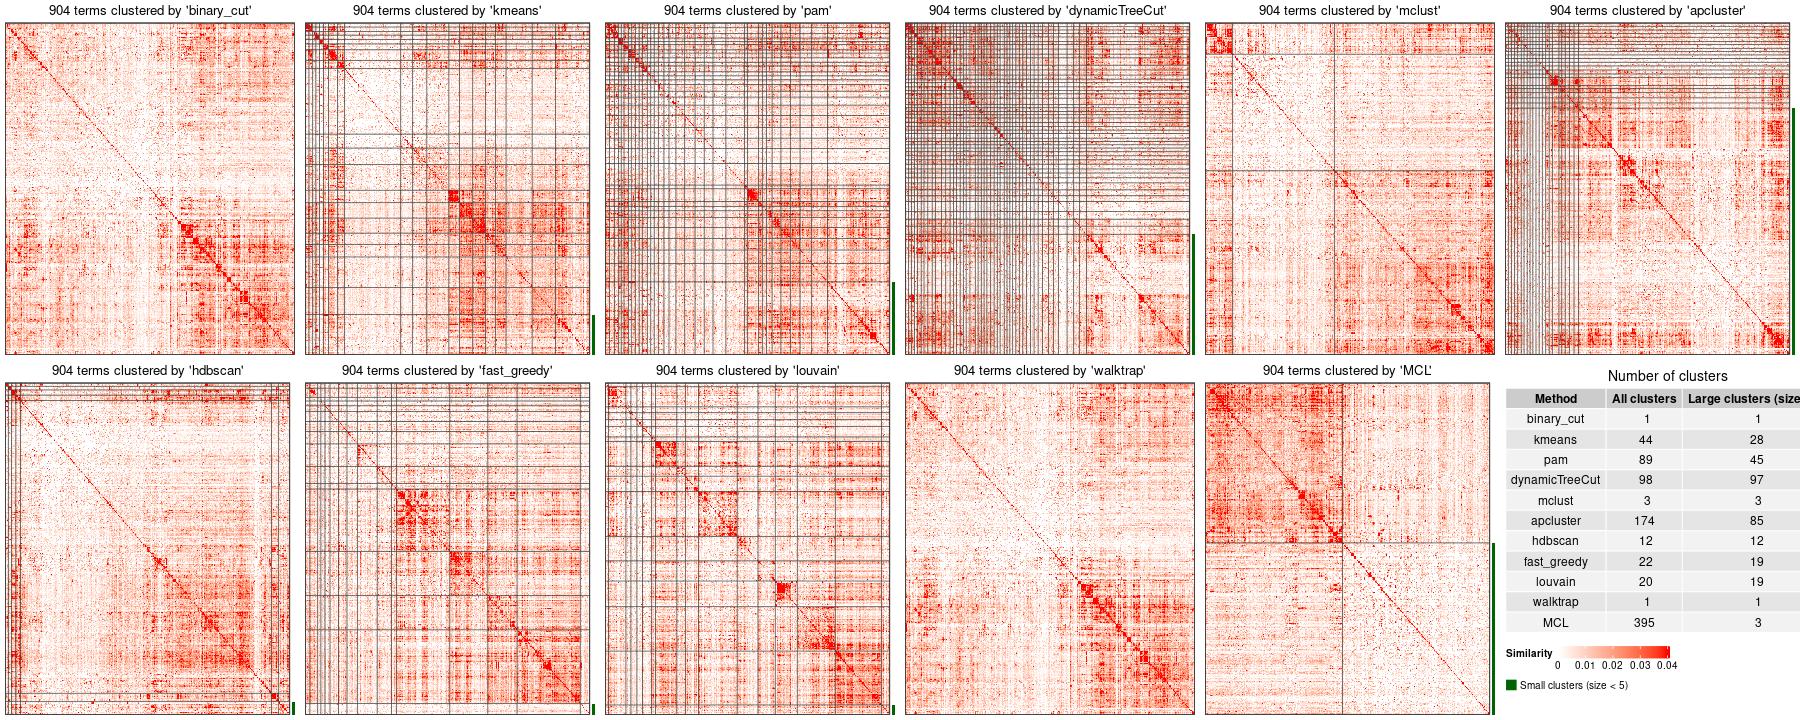 904 terms clustered by 'binary_cut'
904 terms clustered by 'kmeans'
904 terms clustered by 'pam'
904 terms clustered by 'dynamicTreeCut'
904 terms clustered by 'mclust'
904 terms clustered by 'apcluster'
904 terms clustered by 'hdbscan'
904 terms clustered by 'fast_greedy'
904 terms clustered by 'louvain'
904 terms clustered by 'walktrap'
904 terms clustered by 'MCL'
Number of clusters
Method All clusters Large clusters (size
binary_cut 1 1
kmeans 44 28
pam 89 45
dynamicTreeCut 98 97
mclust 3 3
apcluster 174 85
hdbscan 12 12
fast_greedy 22 19
louvain 20 19
walktrap 1 1
MCL 395 3
Similarity
0 0.01 0.02 0.03 0.04
Small clusters (size < 5)